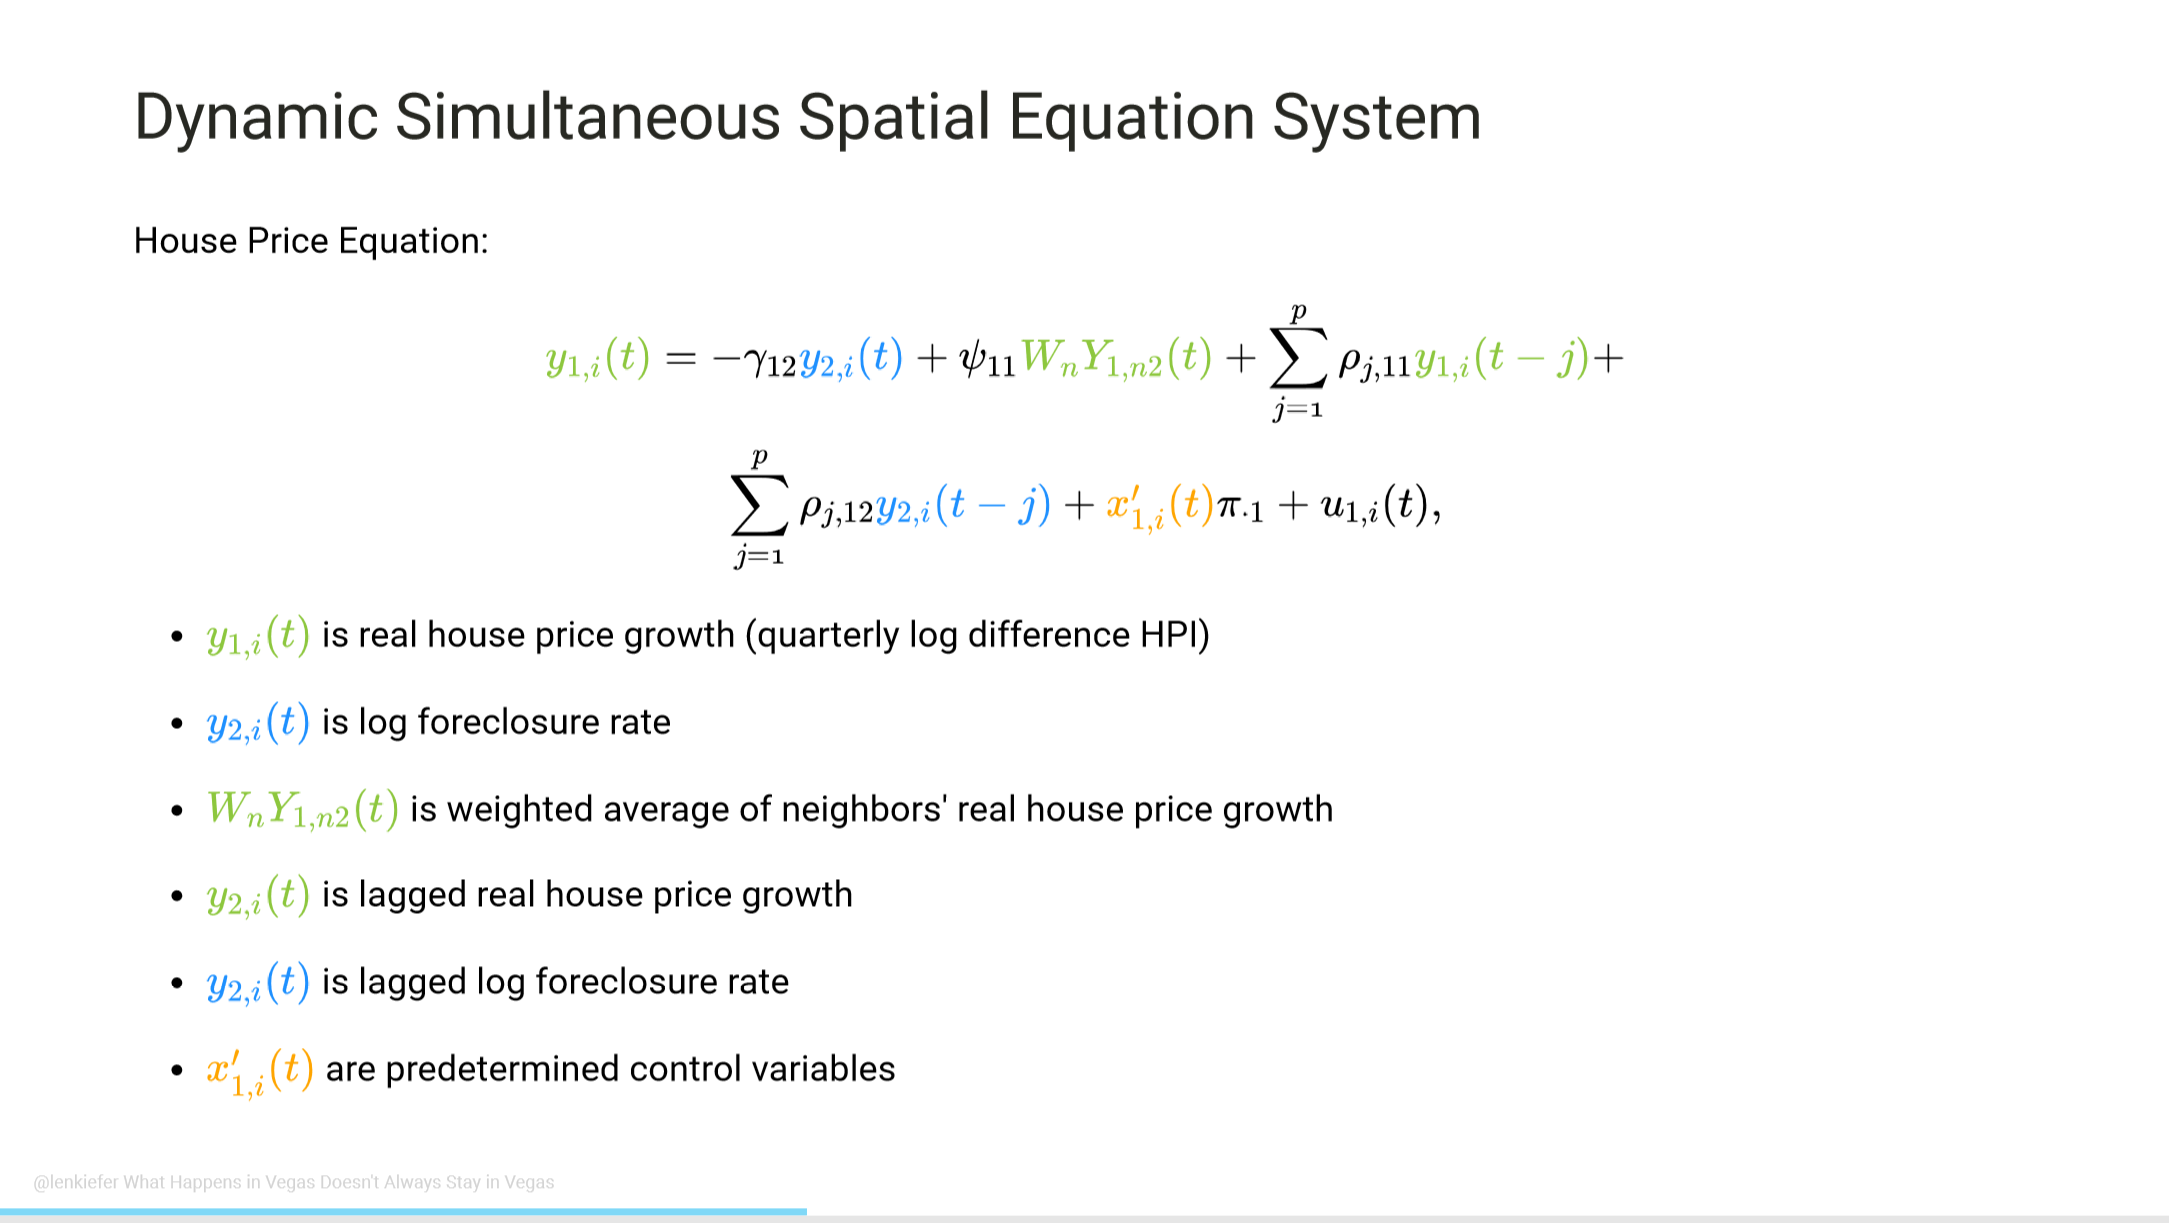 Dynamic Simultaneous Spatial Equation System
House Price Equation:
$y_{1,i}(t) = -\gamma_{12} y_{2,i}(t) + \psi_{11} W_n Y_{1,n2}(t) + \sum_{j=1}^{p} \rho_{j,11} y_{1,i}(t-j) +$
$\sum_{j=1}^{p} \rho_{j,12} y_{2,i}(t-j) + x'_{1,i}(t) \pi_{\cdot 1} + u_{1,i}(t),$
• $y_{1,i}(t)$ is real house price growth (quarterly log difference HPI)
• $y_{2,i}(t)$ is log foreclosure rate
• $W_n Y_{1,n2}(t)$ is weighted average of neighbors' real house price growth
• $y_{2,i}(t)$ is lagged real house price growth
• $y_{2,i}(t)$ is lagged log foreclosure rate
• $x'_{1,i}(t)$ are predetermined control variables
@lenkiefer What Happens in Vegas Doesn't Always Stay in Vegas